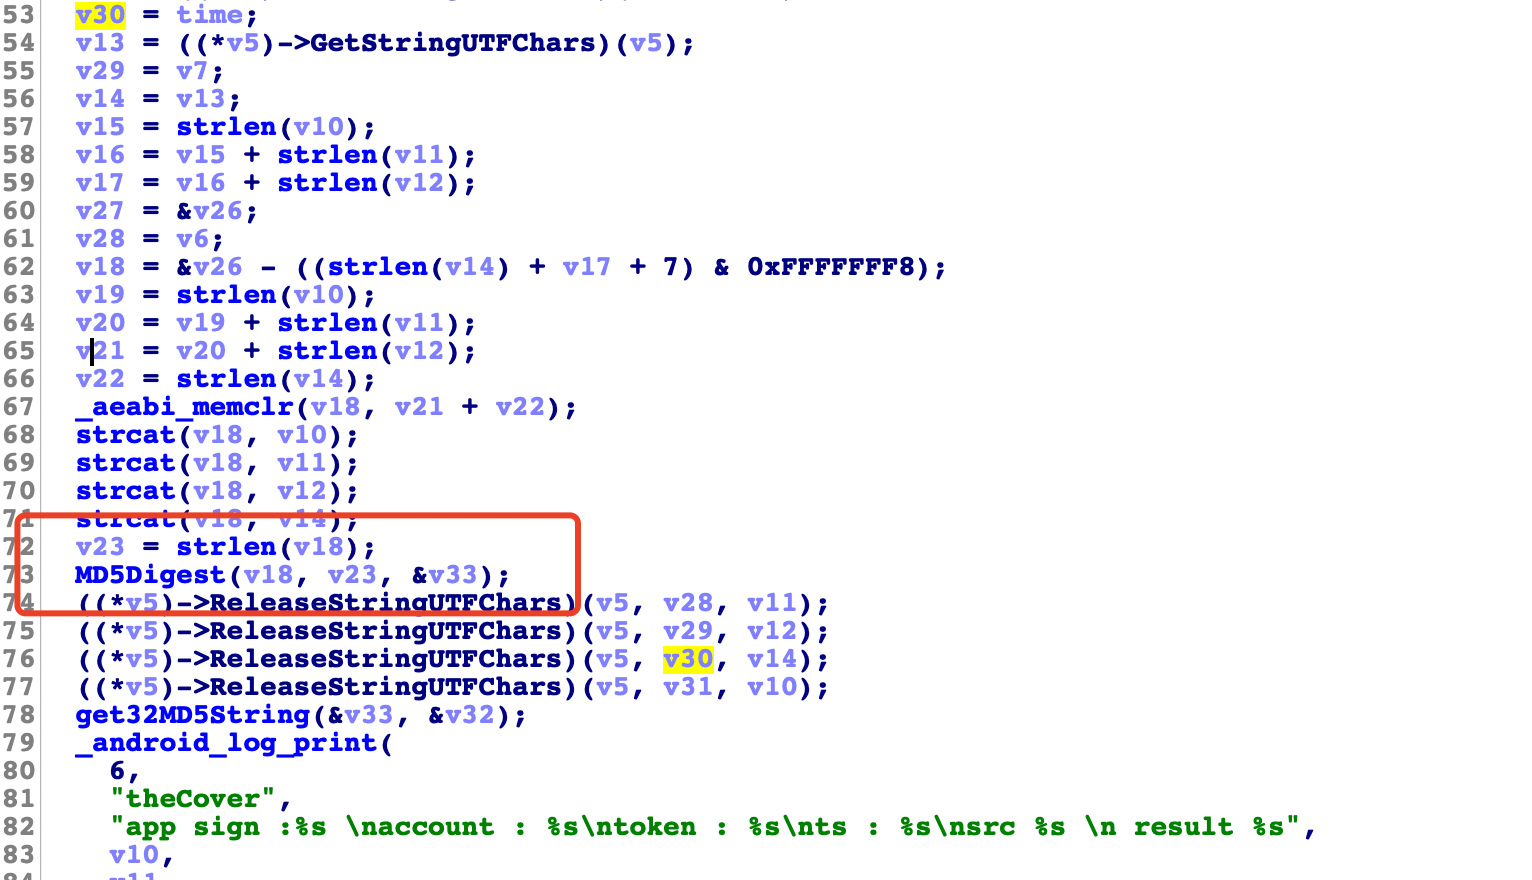 53 v30 = time;
54 v13 = ((*v5)->GetStringUTFChars)(v5);
55 v29 = v7;
56 v14 = v13;
57 v15 = strlen(v10);
58 v16 = v15 + strlen(v11);
59 v17 = v16 + strlen(v12);
60 v27 = &v26;
61 v28 = v6;
62 v18 = &v26 - ((strlen(v14) + v17 + 7) & 0xFFFFFFF8);
63 v19 = strlen(v10);
64 v20 = v19 + strlen(v11);
65 v21 = v20 + strlen(v12);
66 v22 = strlen(v14);
67 _aeabi_memclr(v18, v21 + v22);
68 strcat(v18, v10);
69 strcat(v18, v11);
70 strcat(v18, v12);
71 strcat(v18, v14);
72 v23 = strlen(v18);
73 MD5Digest(v18, v23, &v33);
74 ((*v5)->ReleaseStringUTFChars)(v5, v28, v11);
75 ((*v5)->ReleaseStringUTFChars)(v5, v29, v12);
76 ((*v5)->ReleaseStringUTFChars)(v5, v30, v14);
77 ((*v5)->ReleaseStringUTFChars)(v5, v31, v10);
78 get32MD5String(&v33, &v32);
79 _android_log_print(
80 6,
81 "theCover",
82 "app sign :%s \naccount : %s\ntoken : %s\nts : %s\nsrc %s \n result %s",
83 v10,